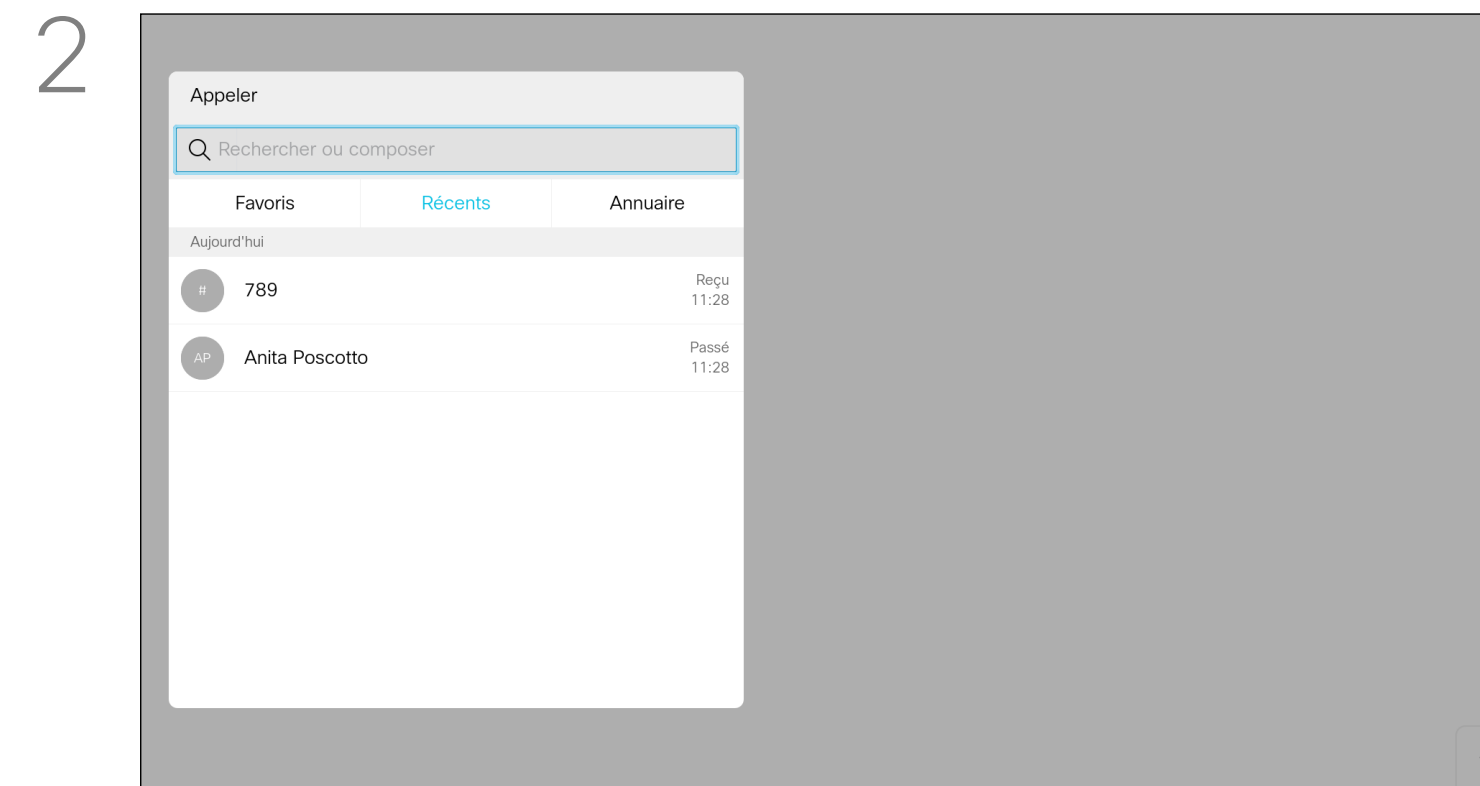 2
Appeler
Rechercher ou composer
Favoris Récents Annuaire
Aujourd'hui
# 789 Reçu
11:28
AP Anita Poscotto Passé
11:28